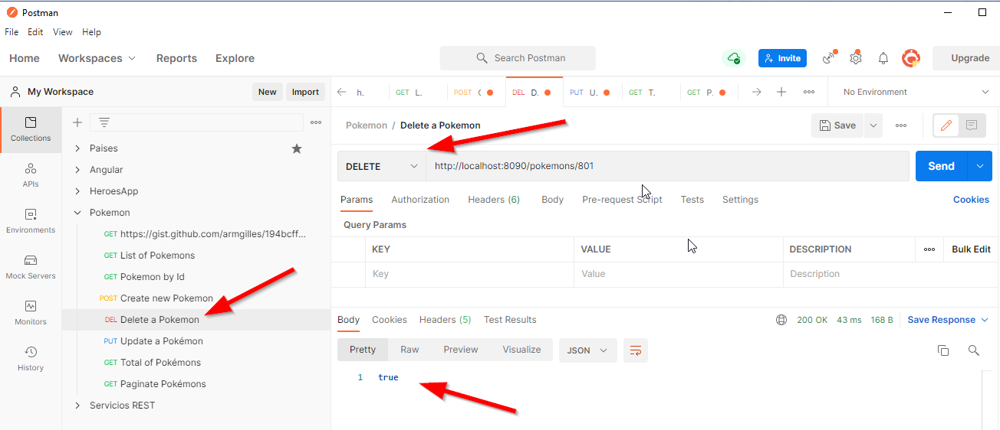 Postman
File Edit View Help
Home Workspaces Reports Explore Search Postman Invite Upgrade
My Workspace New Import
h. GET L. POST DEL D. PUT U. GET T. GET P. No Environment
Collections
APIs
Environments
Mock Servers
Monitors
History
Paises
Angular
HeroesApp
Pokemon
GET https://gist.github.com/armgilles/194bcff...
GET List of Pokemons
GET Pokemon by Id
POST Create new Pokemon
DEL Delete a Pokemon
PUT Update a Pokémon
GET Total of Pokémons
GET Paginate Pokémons
Servicios REST
Pokemon / Delete a Pokemon Save
DELETE http://localhost:8090/pokemons/801 Send
Params Authorization Headers (6) Body Pre-request Script Tests Settings Cookies
Query Params
KEY VALUE DESCRIPTION Bulk Edit
Key Value Description
Body Cookies Headers (5) Test Results 200 OK 43 ms 168 B Save Response
Pretty Raw Preview Visualize JSON
1 true